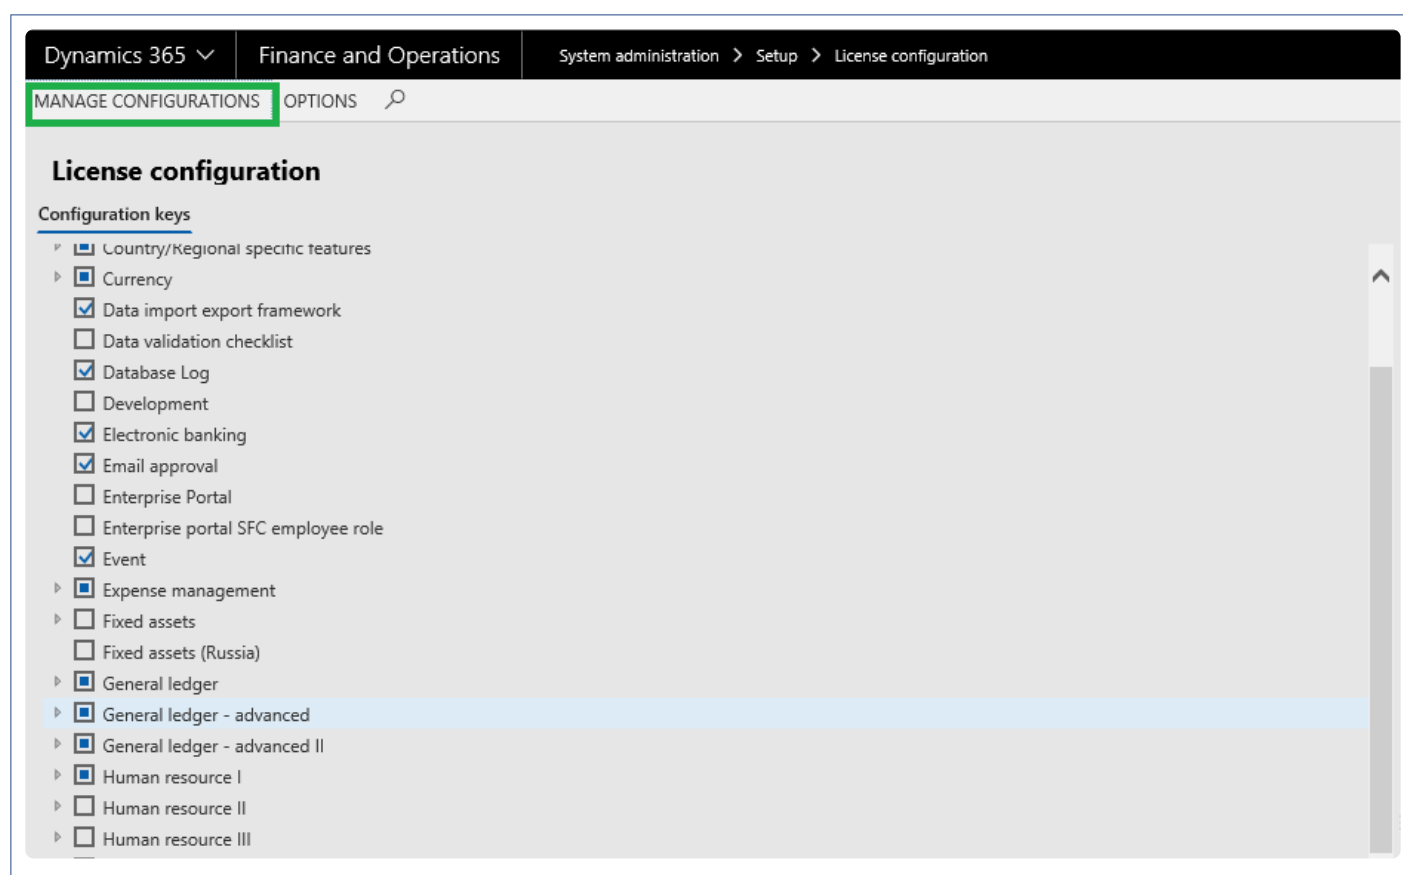 Dynamics 365 Finance and Operations System administration > Setup > License configuration
MANAGE CONFIGURATIONS OPTIONS
License configuration
Configuration keys
Country/Regional specific features
Currency
Data import export framework
Data validation checklist
Database Log
Development
Electronic banking
Email approval
Enterprise Portal
Enterprise portal SFC employee role
Event
Expense management
Fixed assets
Fixed assets (Russia)
General ledger
General ledger - advanced
General ledger - advanced II
Human resource I
Human resource II
Human resource III